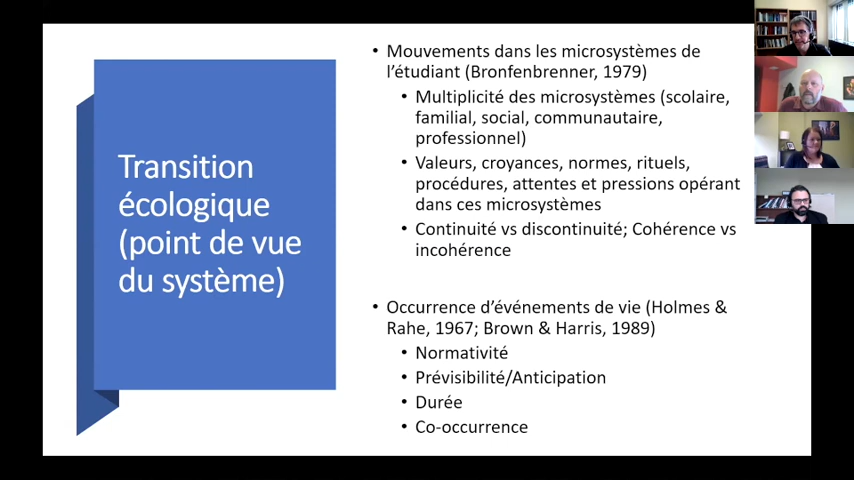 Transition
écologique
(point de vue
du système)
• Mouvements dans les microsystèmes de
l'étudiant (Bronfenbrenner, 1979)
• Multiplicité des microsystèmes (scolaire,
familial, social, communautaire,
professionnel)
• Valeurs, croyances, normes, rituels,
procédures, attentes et pressions opérant
dans ces microsystèmes
• Continuité vs discontinuité; Cohérence vs
incohérence
• Occurrence d'événements de vie (Holmes &
Rahe, 1967; Brown & Harris, 1989)
• Normativité
• Prévisibilité/Anticipation
• Durée
• Co-occurrence